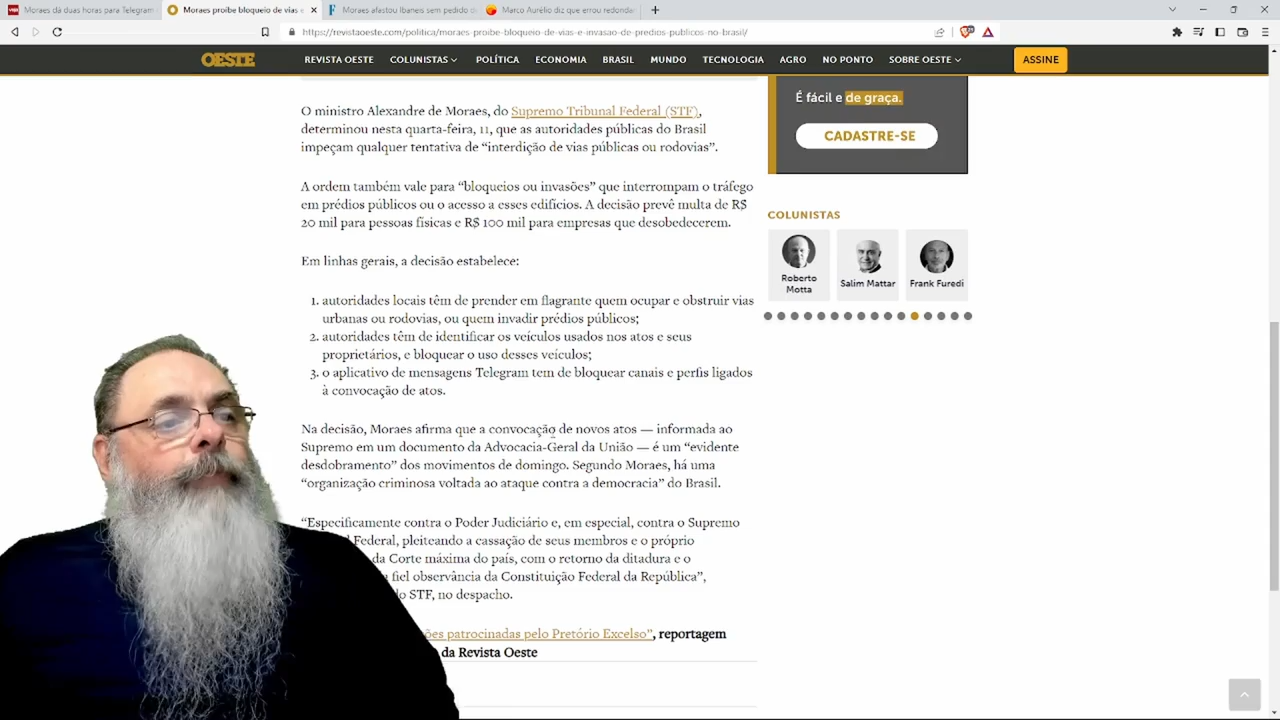 Moraes dá duas horas para Telegram
Moraes proíbe bloqueio de vias e
Moraes afastou Ibaneis sem pedido d
Marco Aurélio diz que errou redondar
https://revistaoeste.com/politica/moraes-proibe-bloqueio-de-vias-e-invasao-de-predios-publicos-no-brasil/
OESTE
REVISTA OESTE COLUNISTAS POLÍTICA ECONOMIA BRASIL MUNDO TECNOLOGIA AGRO NO PONTO SOBRE OESTE ASSINE
O ministro Alexandre de Moraes, do Supremo Tribunal Federal (STF),
determinou nesta quarta-feira, 11, que as autoridades públicas do Brasil
impeçam qualquer tentativa de “interdição de vias públicas ou rodovias”.
A ordem também vale para “bloqueios ou invasões” que interrompam o tráfego
em prédios públicos ou o acesso a esses edifícios. A decisão prevê multa de R$
20 mil para pessoas físicas e R$ 100 mil para empresas que desobedecerem.
Em linhas gerais, a decisão estabelece:
1. autoridades locais têm de prender em flagrante quem ocupar e obstruir vias
urbanas ou rodovias, ou quem invadir prédios públicos;
2. autoridades têm de identificar os veículos usados nos atos e seus
proprietários, e bloquear o uso desses veículos;
3. o aplicativo de mensagens Telegram tem de bloquear canais e perfis ligados
à convocação de atos.
Na decisão, Moraes afirma que a convocação de novos atos — informada ao
Supremo em um documento da Advocacia-Geral da União — é um “evidente
desdobramento” dos movimentos de domingo. Segundo Moraes, há uma
“organização criminosa voltada ao ataque contra a democracia” do Brasil.
“Especificamente contra o Poder Judiciário e, em especial, contra o Supremo
Federal, pleiteando a cassação de seus membros e o próprio
da Corte máxima do país, com o retorno da ditadura e o
fiel observância da Constituição Federal da República”,
do STF, no despacho.
ões patrocinadas pelo Pretório Excelso”, reportagem
da Revista Oeste
É fácil e de graça.
CADASTRE-SE
COLUNISTAS
Roberto
Motta
Salim Mattar
Frank Furedi